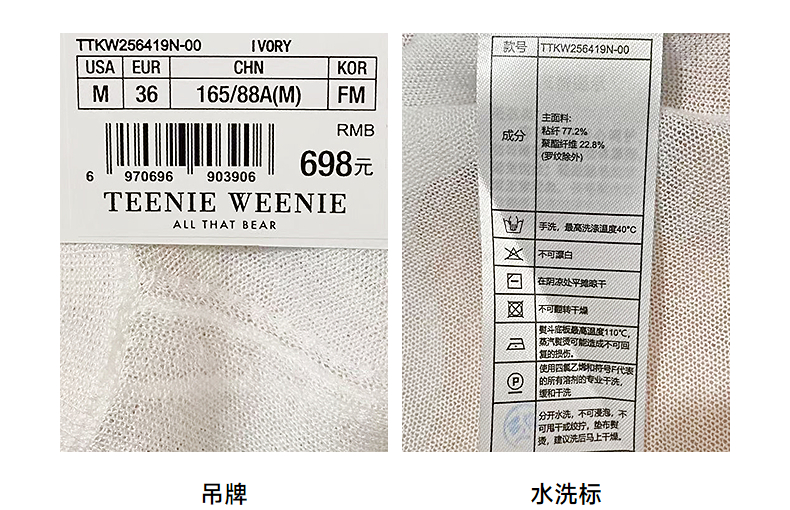 TTKW256419N-00 IVORY
USA EUR CHN KOR
M 36 165/88A(M) FM
RMB
698元
6 970696 903906
TEENIE WEENIE
ALL THAT BEAR
款号 TTKW256419N-00
成分
主面料:
粘纤 77.2%
聚酯纤维 22.8%
(罗纹除外)
手洗，最高洗涤温度40°C
不可漂白
在阴凉处平摊晾干
不可翻转干燥
熨斗底板最高温度110°C，
蒸汽熨烫可能造成不可回
复的损伤。
使用四氯乙烯和符号F代表
的所有溶剂的专业干洗，
缓和干洗
P
分开水洗，不可浸泡，不
可甩干或绞拧，垫布熨
烫，建议洗后马上干燥。
吊牌
水洗标